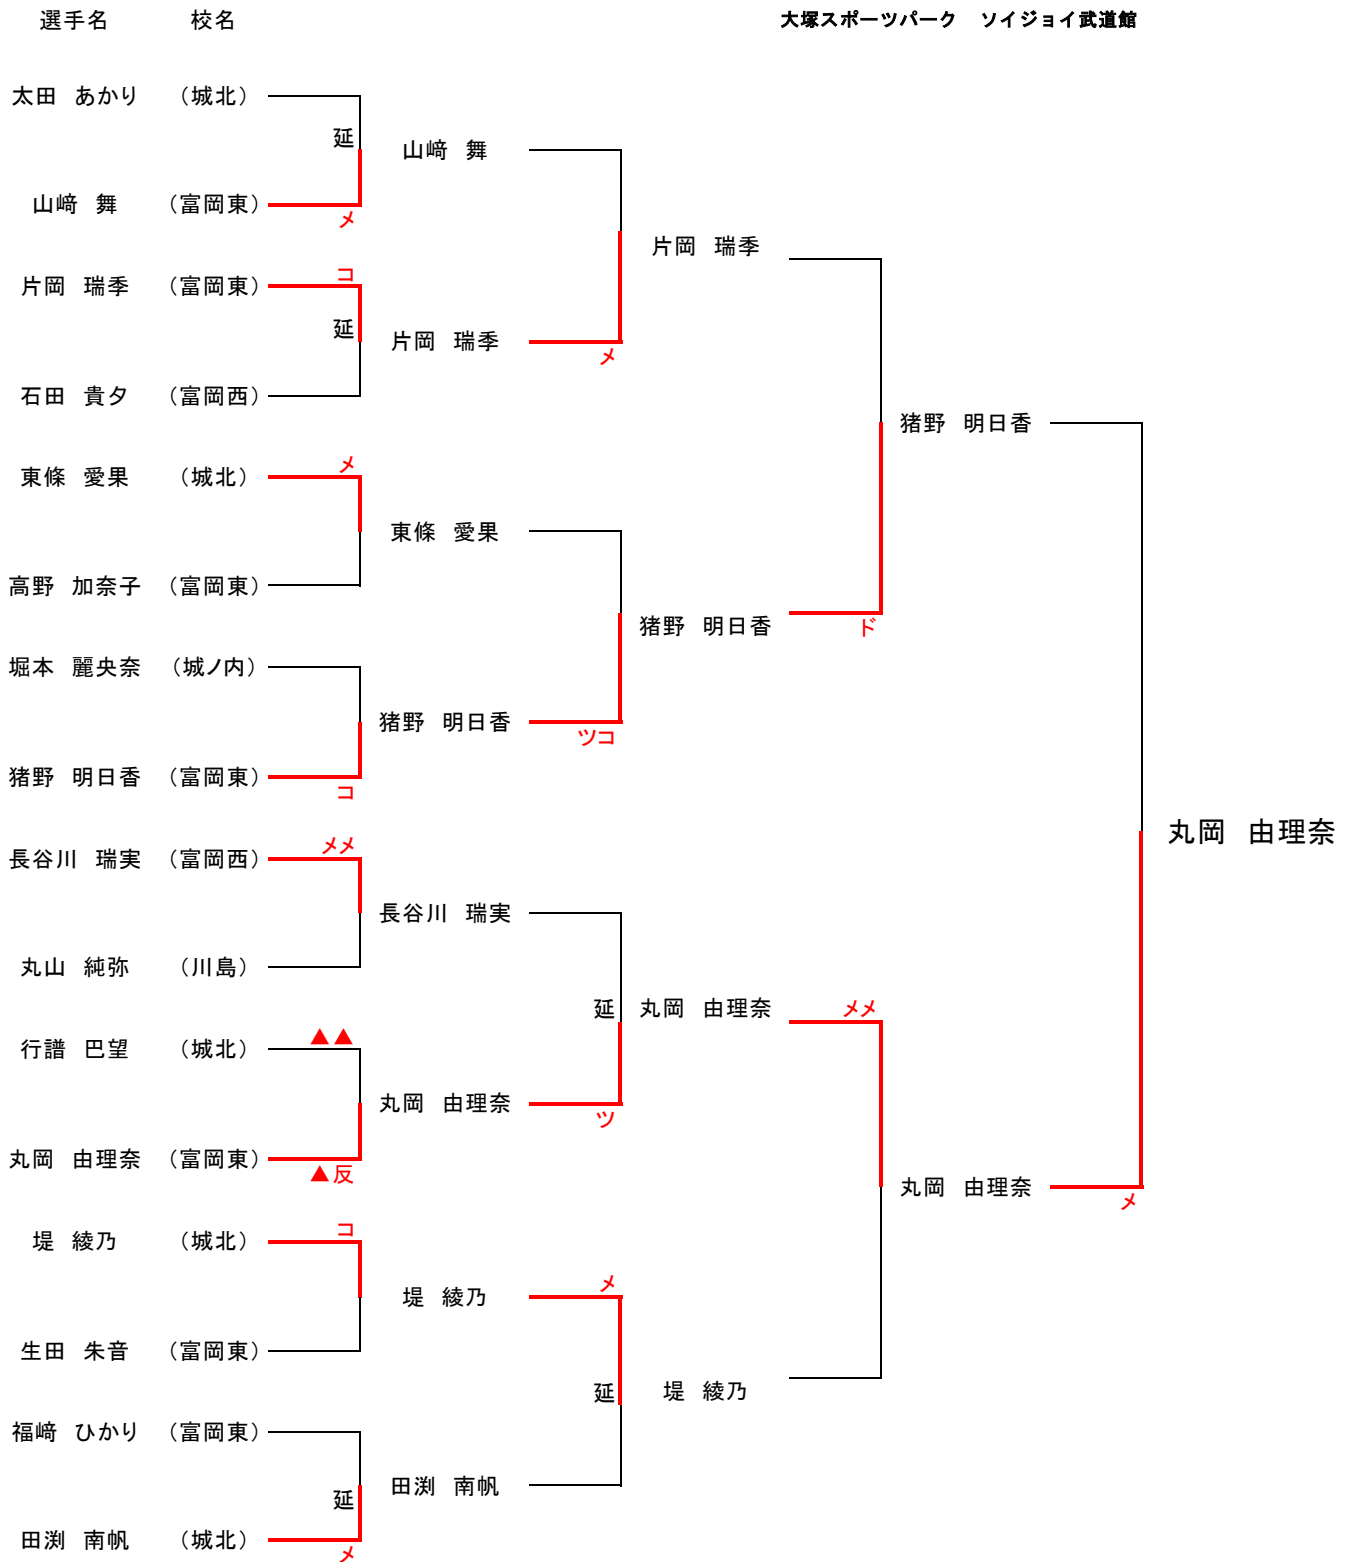 選手名 校名 大塚スポーツパーク ソイジョイ武道館
太田 あかり （城北）
延
山﨑 舞
山﨑 舞 （富岡東）
メ
片岡 瑞季
コ
片岡 瑞季 （富岡東）
延
片岡 瑞季
メ
石田 貴夕 （富岡西）
猪野 明日香
メ
東條 愛果 （城北）
東條 愛果
高野 加奈子 （富岡東）
猪野 明日香
ド
堀本 麗央奈 （城ノ内）
猪野 明日香
ツコ
猪野 明日香 （富岡東）
コ
丸岡 由理奈
メメ
長谷川 瑞実 （富岡西）
長谷川 瑞実
丸山 純弥 （川島）
延
丸岡 由理奈
メメ
▲▲
行譜 巴望 （城北）
丸岡 由理奈
ツ
丸岡 由理奈 （富岡東）
▲反
丸岡 由理奈
メ
コ
堤 綾乃 （城北）
堤 綾乃
メ
生田 朱音 （富岡東）
延
堤 綾乃
福﨑 ひかり （富岡東）
田渕 南帆
延
田渕 南帆 （城北）
メ